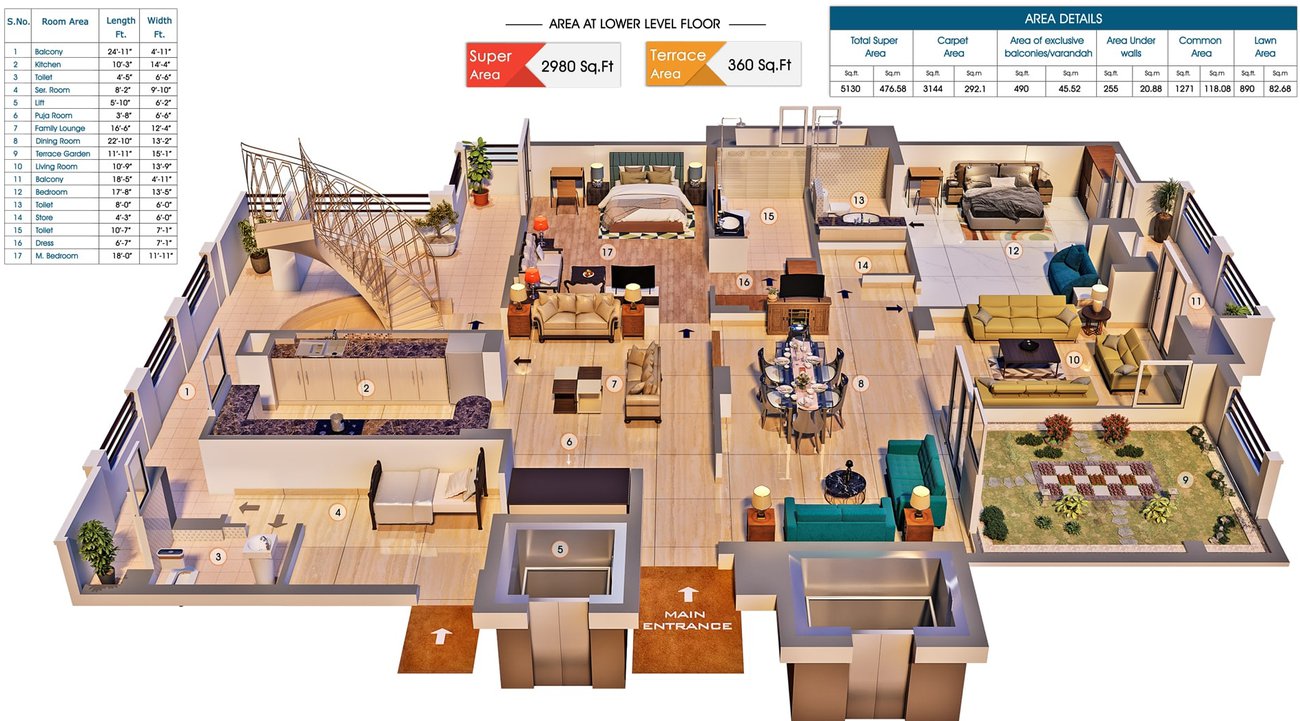 S.No. Room Area Length Ft. Width Ft.
1 Balcony 24'-11" 4'-11"
2 Kitchen 10'-3" 14'-4"
3 Toilet 4'-5" 6'-6"
4 Ser. Room 8'-2" 9'-10"
5 Lift 5'-10" 6'-2"
6 Puja Room 3'-8" 6'-6"
7 Family Lounge 16'-6" 12'-4"
8 Dining Room 22'-10" 13'-2"
9 Terrace Garden 11'-11" 15'-1"
10 Living Room 10'-9" 13'-9"
11 Balcony 18'-5" 4'-11"
12 Bedroom 17'-8" 13'-5"
13 Toilet 8'-0" 6'-0"
14 Store 4'-3" 6'-0"
15 Toilet 10'-7" 7'-1"
16 Dress 6'-7" 7'-1"
17 M. Bedroom 18'-0" 11'-11"
AREA AT LOWER LEVEL FLOOR
Super Area 2980 Sq.Ft
Terrace Area 360 Sq.Ft
AREA DETAILS
Total Super Area Carpet Area Area of exclusive balconies/varandah Area Under walls Common Area Lawn Area
Sq.ft. Sq.m Sq.ft. Sq.m Sq.ft. Sq.m Sq.ft. Sq.m Sq.ft. Sq.m Sq.ft. Sq.m
5130 476.58 3144 292.1 490 45.52 255 20.88 1271 118.08 890 82.68
15
13
17
12
14
16
11
10
1
2
7
8
6
9
4
5
3
MAIN
ENTRANCE